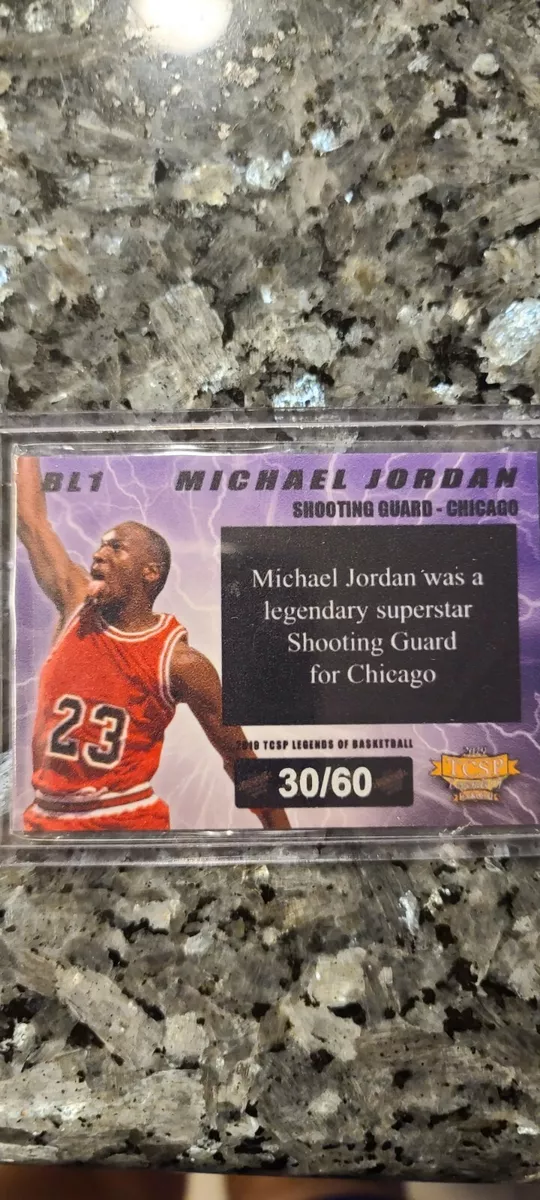 BL1 MICHAEL JORDAN
SHOOTING GUARD - CHICAGO
Michael Jordan was a
legendary superstar
Shooting Guard
for Chicago
23
2019 TCSP LEGENDS OF BASKETBALL
30/60
TCSP